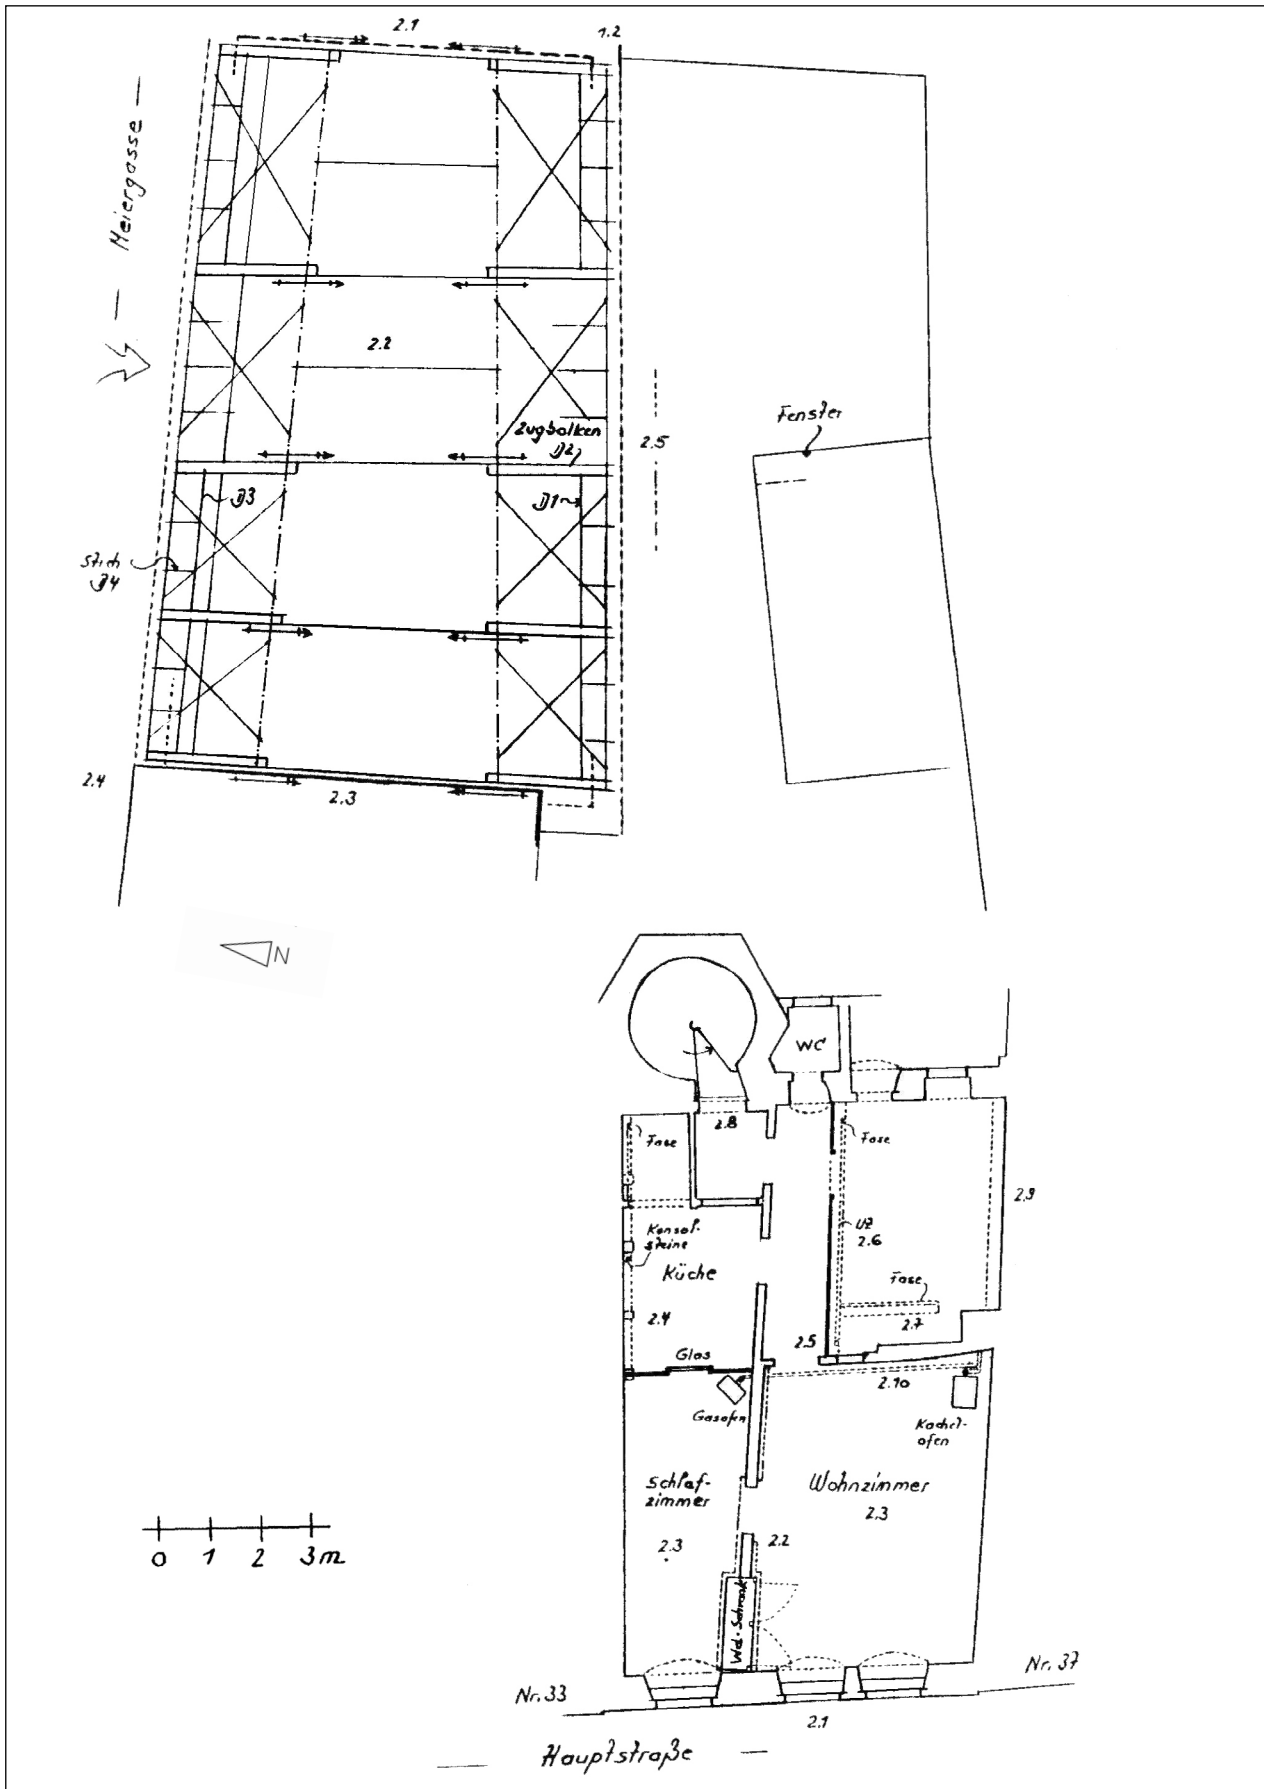 2.1
1.2
Meiergasse
2.2
Fenster
Zugbalken
D2
2.5
D3
D1
Stich
D4
2.4
2.3
N
WC
2.8
Fase
Fase
2.9
Konsol-
steine
UZ
2.6
Küche
Fase
2.4
2.7
2.5
Glas
2.10
Gasofen
Kachel-
ofen
Schlaf-
zimmer
Wohnzimmer
2.3
2.3
2.2
0 1 2 3m
Wd.-Schrank
Nr. 33
Nr. 37
2.1
Hauptstraße